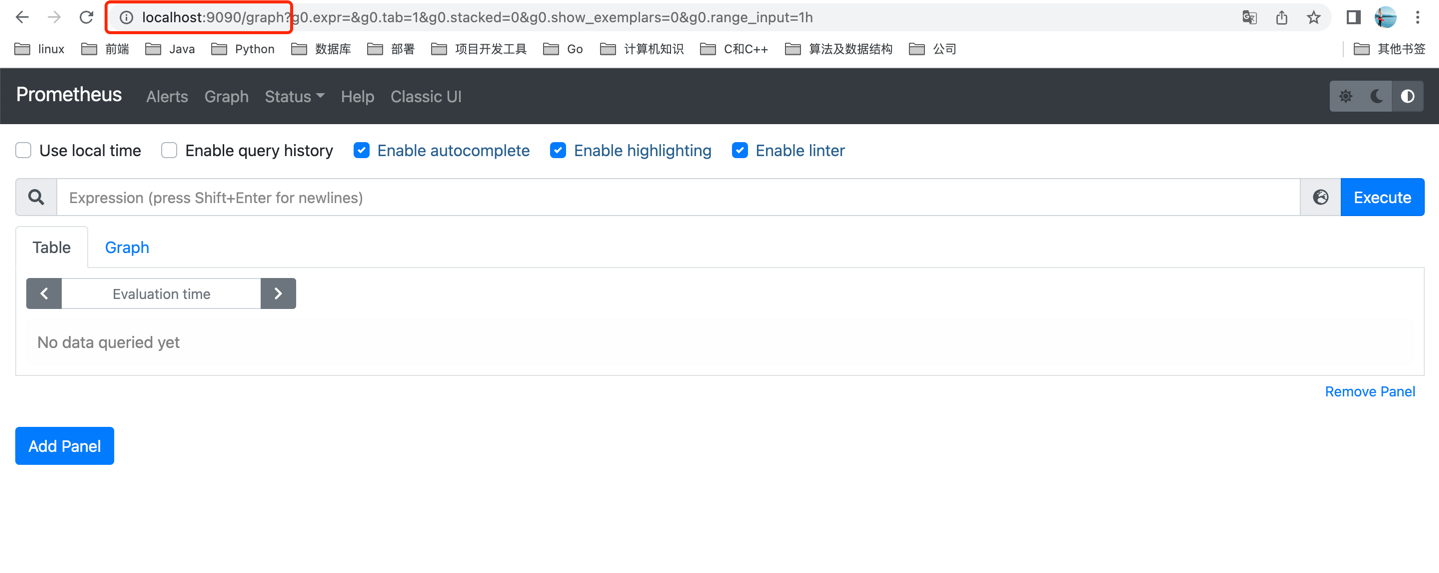 localhost:9090/graph?g0.expr=&g0.tab=1&g0.stacked=0&g0.show_exemplars=0&g0.range_input=1h
linux 前端 Java Python 数据库 部署 项目开发工具 Go 计算机知识 C和C++ 算法及数据结构 公司 其他书签
Prometheus Alerts Graph Status Help Classic UI
Use local time Enable query history Enable autocomplete Enable highlighting Enable linter
Expression (press Shift+Enter for newlines) Execute
Table Graph
Evaluation time
No data queried yet
Remove Panel
Add Panel